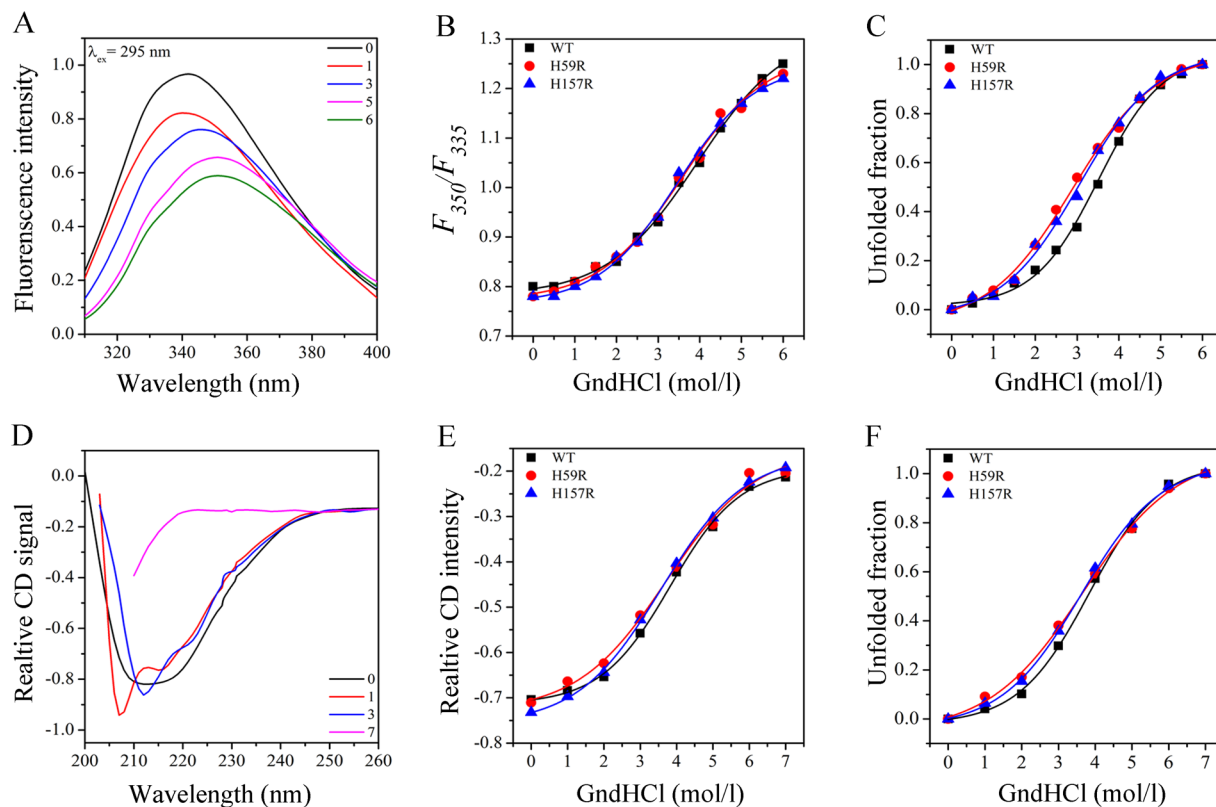 A
λex= 295 nm
0
1
3
5
6
1.0
0.8
0.6
0.4
0.2
0.0
Fluorescence intensity
320 340 360 380 400
Wavelength (nm)
B
WT
H59R
H157R
1.3
1.2
1.1
1.0
0.9
0.8
0.7
F350/F335
0 1 2 3 4 5 6
GndHCl (mol/l)
C
WT
H59R
H157R
1.0
0.8
0.6
0.4
0.2
0.0
Unfolded fraction
0 1 2 3 4 5 6
GndHCl (mol/l)
D
0.0
-0.2
-0.4
-0.6
-0.8
-1.0
Realtive CD signal
0
1
3
7
200 210 220 230 240 250 260
Wavelength (nm)
E
WT
H59R
H157R
-0.2
-0.3
-0.4
-0.5
-0.6
-0.7
-0.8
Realtive CD intensity
0 1 2 3 4 5 6 7
GndHCl (mol/l)
F
WT
H59R
H157R
1.0
0.8
0.6
0.4
0.2
0.0
Unfolded fraction
0 1 2 3 4 5 6 7
GndHCl (mol/l)